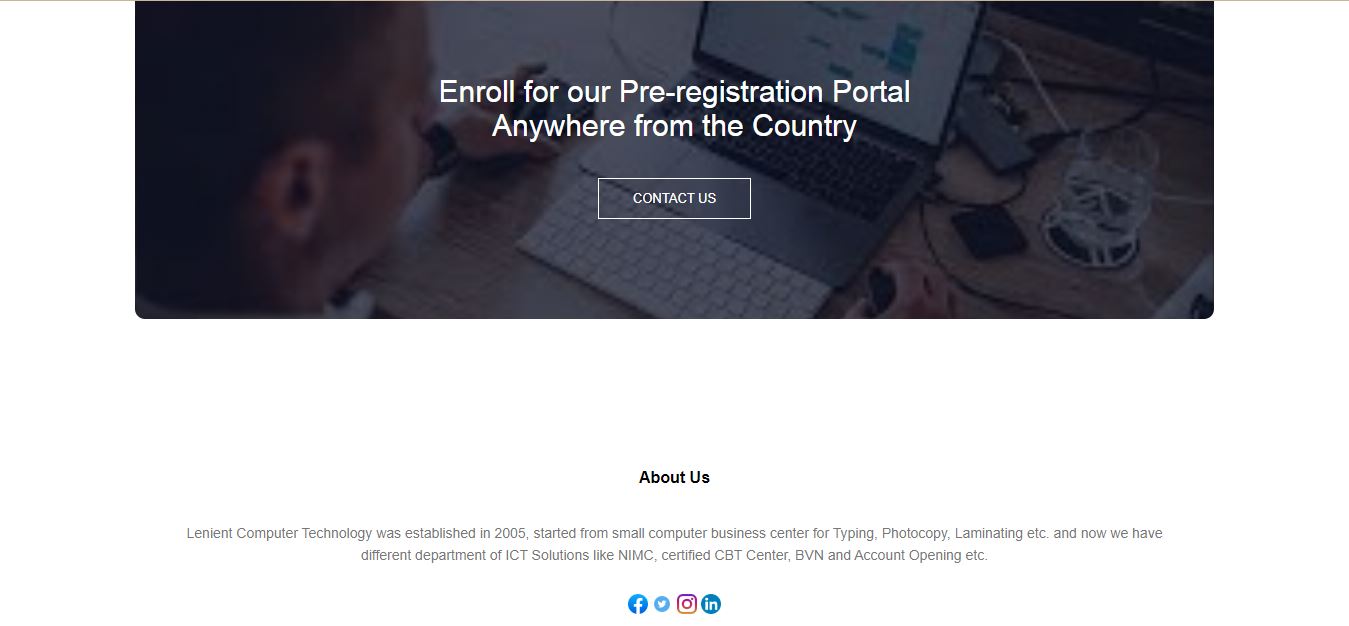 Enroll for our Pre-registration Portal
Anywhere from the Country
CONTACT US
About Us
Lenient Computer Technology was established in 2005, started from small computer business center for Typing, Photocopy, Laminating etc. and now we have
different department of ICT Solutions like NIMC, certified CBT Center, BVN and Account Opening etc.